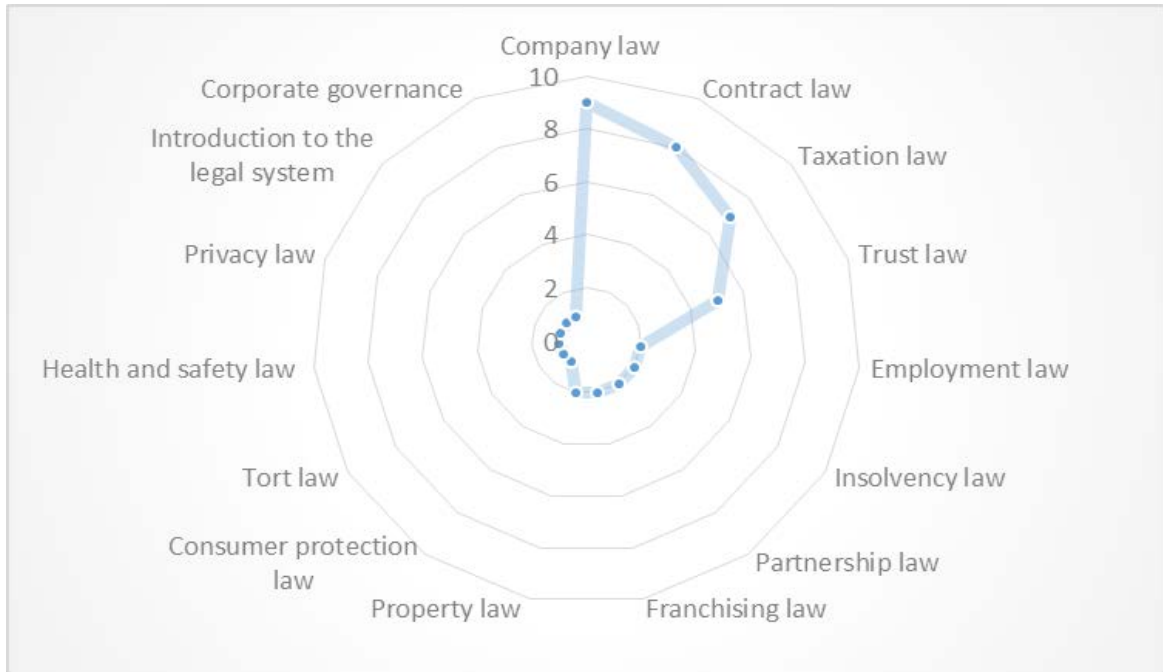 Company law
Contract law
Taxation law
Trust law
Employment law
Insolvency law
Partnership law
Franchising law
Property law
Consumer protection
law
Tort law
Health and safety law
Privacy law
Introduction to the
legal system
Corporate governance
10
8
6
4
2
0